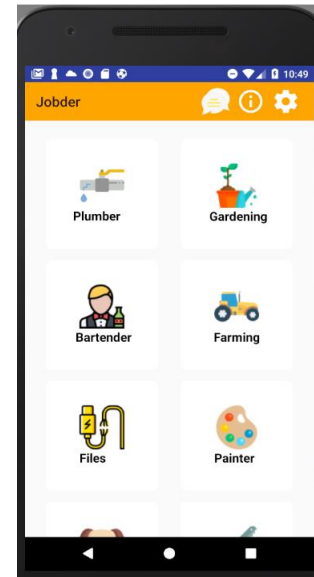 10:49
Jobder
Plumber
Gardening
Bartender
Farming
Files
Painter